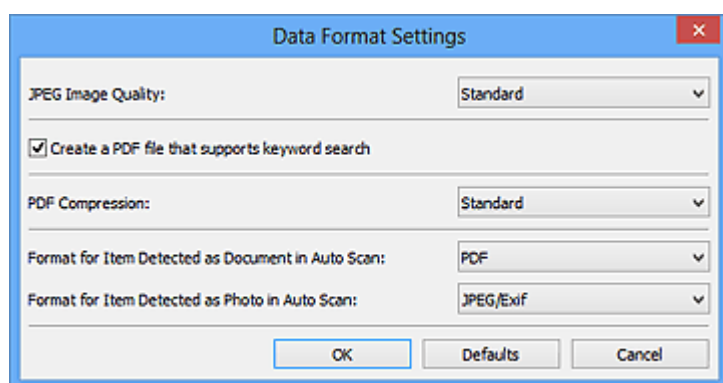 Data Format Settings
JPEG Image Quality: Standard
Create a PDF file that supports keyword search
PDF Compression: Standard
Format for Item Detected as Document in Auto Scan: PDF
Format for Item Detected as Photo in Auto Scan: JPEG/Exif
OK Defaults Cancel